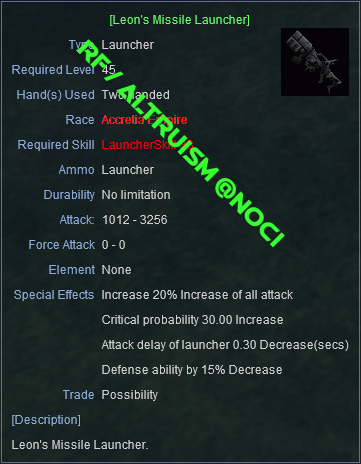 [Leon's Missile Launcher]
Type Launcher
Required Level 45
Hand(s) Used Two Handed
Race Accretia Empire
Required Skill
Ammo Launcher
Durability No limitation
Attack: 1012 - 3256
Force Attack 0 - 0
Element None
Special Effects Increase 20% Increase of all attack
Critical probability 30.00 Increase
Attack delay of launcher 0.30 Decrease(secs)
Defense ability by 15% Decrease
Trade Possibility
[Description]
Leon's Missile Launcher.
RF/ ALTRUISM @NOCI